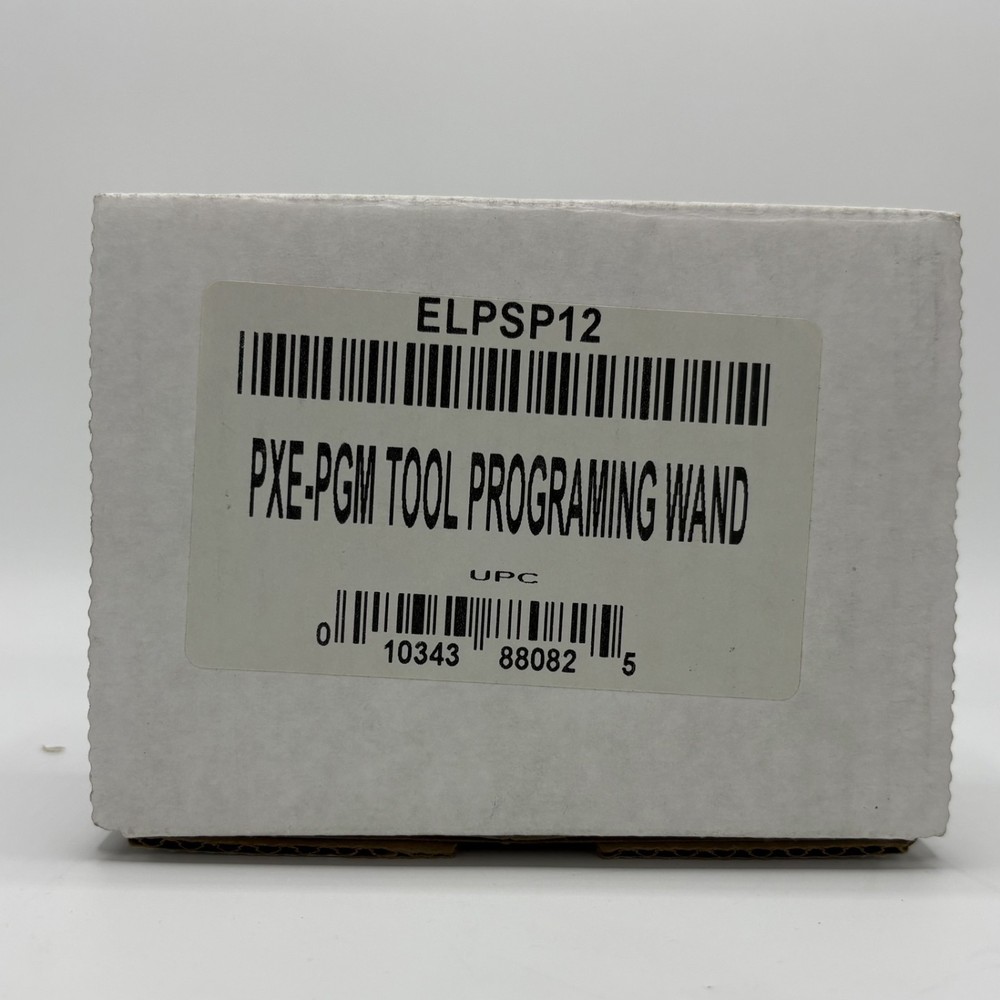 ELPSP12
PXE-PGM TOOL PROGRAMING WAND
UPC
0 10343 88082 5